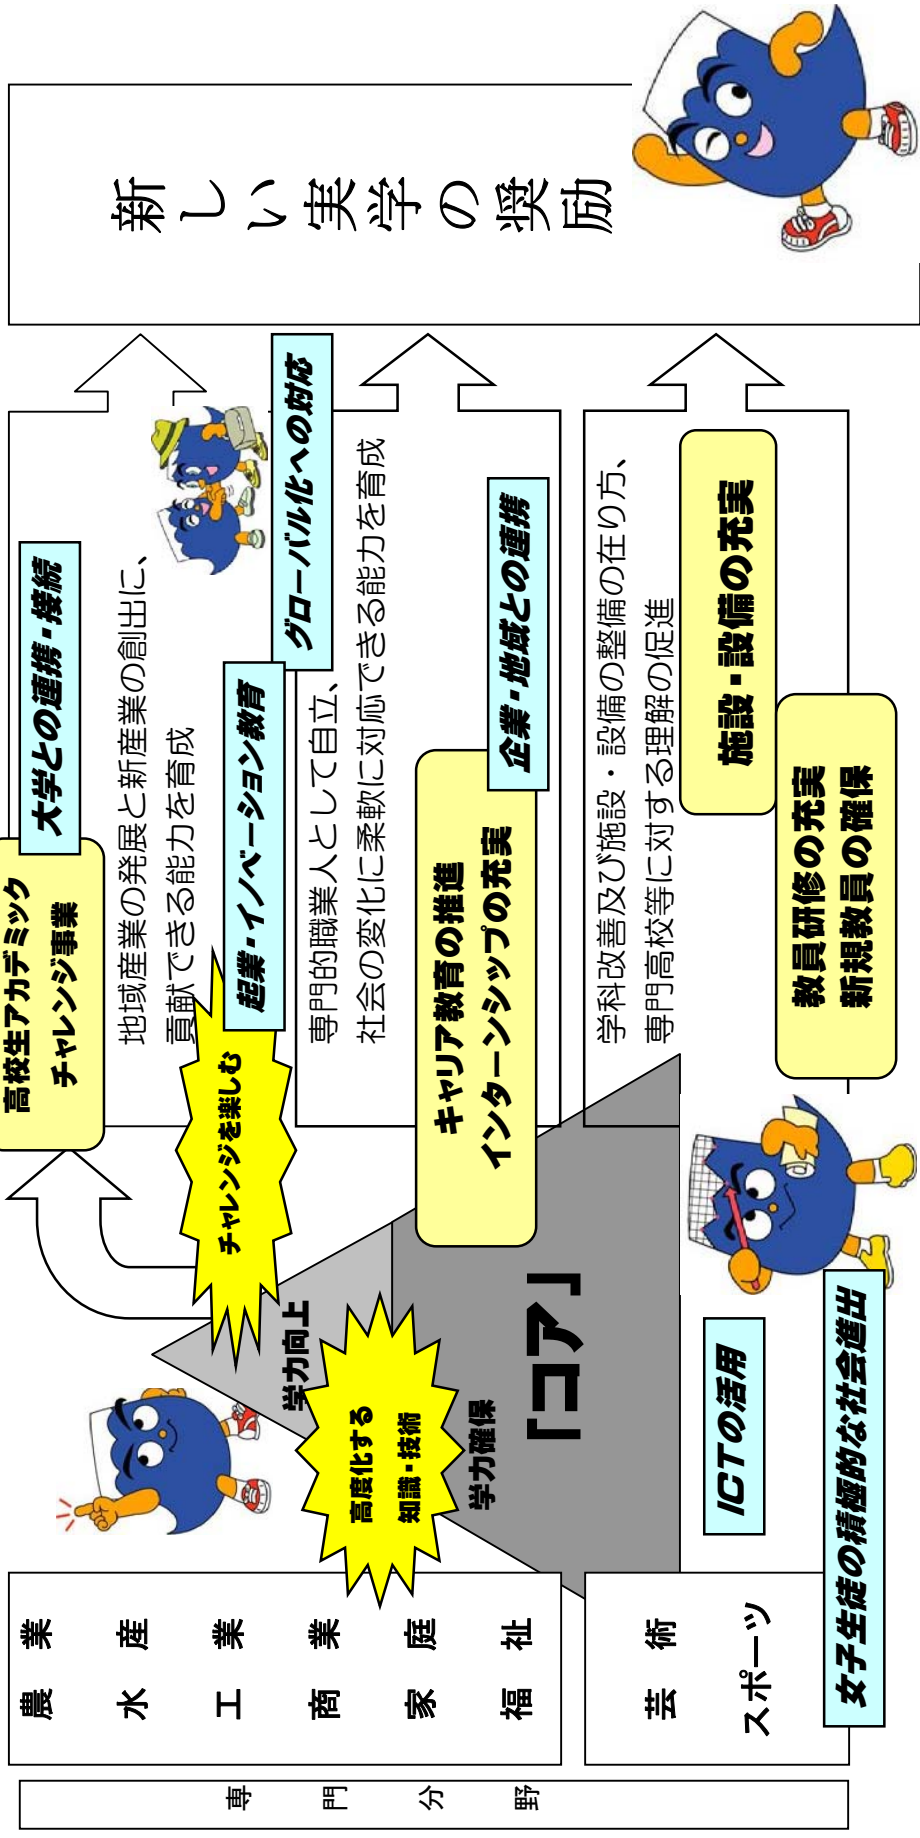 専門分野
農業
水産
工業
商業
家庭
福祉
芸術
スポーツ
学力向上
学力確保
「コア」
高度化する
知識・技術
チャレンジを楽しむ
ICTの活用
女子生徒の積極的な社会進出
高校生アカデミック
チャレンジ事業
大学との連携・接続
地域産業の発展と新産業の創出に、
貢献できる能力を育成
起業・イノベーション教育
グローバル化への対応
専門的職業人として自立、
社会の変化に柔軟に対応できる能力を育成
キャリア教育の推進
インターンシップの充実
企業・地域との連携
学科改善及び施設・設備の整備の在り方、
専門高校等に対する理解の促進
施設・設備の充実
教員研修の充実
新規教員の確保
新しい実学の奨励